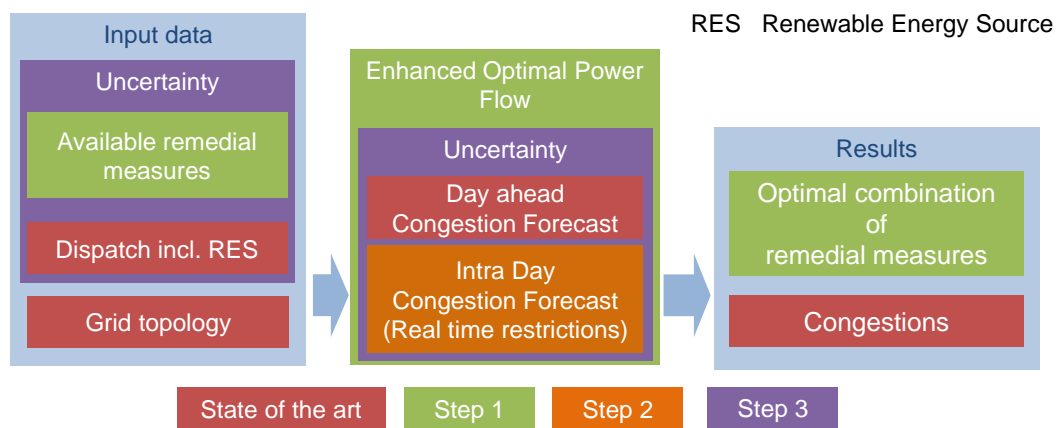 RES Renewable Energy Source
Input data
Uncertainty
Available remedial
measures
Dispatch incl. RES
Grid topology
Enhanced Optimal Power
Flow
Uncertainty
Day ahead
Congestion Forecast
Intra Day
Congestion Forecast
(Real time restrictions)
Results
Optimal combination
of
remedial measures
Congestions
State of the art
Step 1
Step 2
Step 3